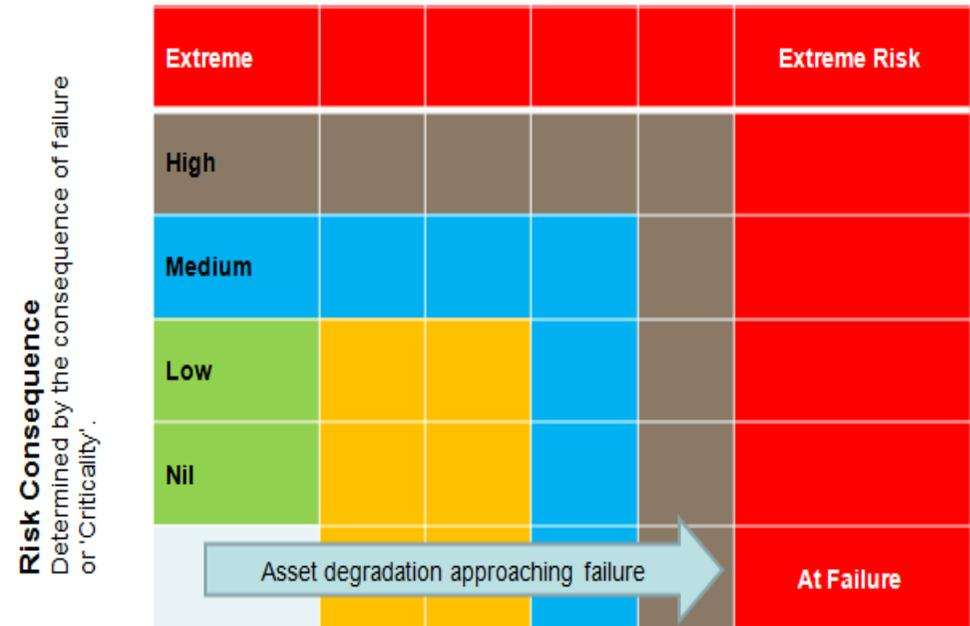 Risk Consequence
Determined by the consequence of failure
or 'Criticality'.
Extreme
Extreme Risk
High
Medium
Low
Nil
Asset degradation approaching failure
At Failure